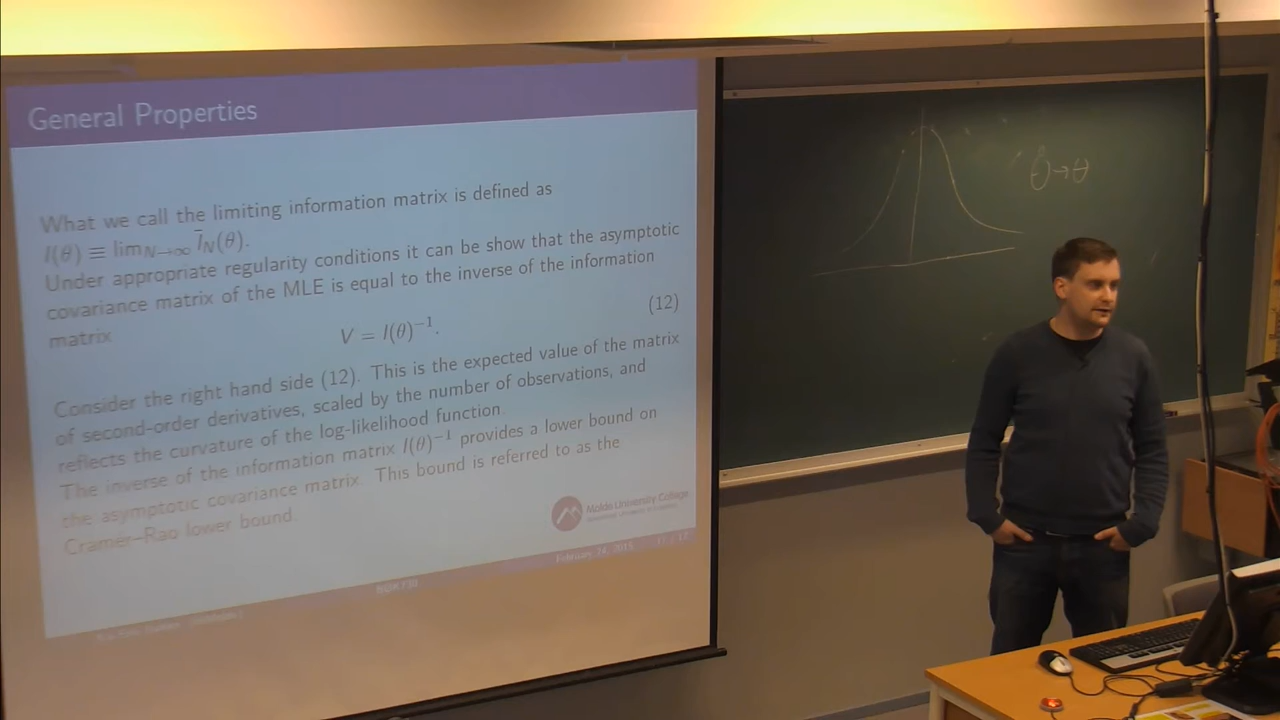 General Properties
What we call the limiting information matrix is defined as
I(θ) ≡ lim_{N→∞} Ī_N(θ).
Under appropriate regularity conditions it can be show that the asymptotic
covariance matrix of the MLE is equal to the inverse of the information
matrix
V = I(θ)⁻¹. (12)
Consider the right hand side (12). This is the expected value of the matrix
of second-order derivatives, scaled by the number of observations, and
reflects the curvature of the log-likelihood function.
The inverse of the information matrix I(θ)⁻¹ provides a lower bound on
the asymptotic covariance matrix. This bound is referred to as the
Cramer–Rao lower bound.
Molde University College
February 24, 2015
θ̂ → θ